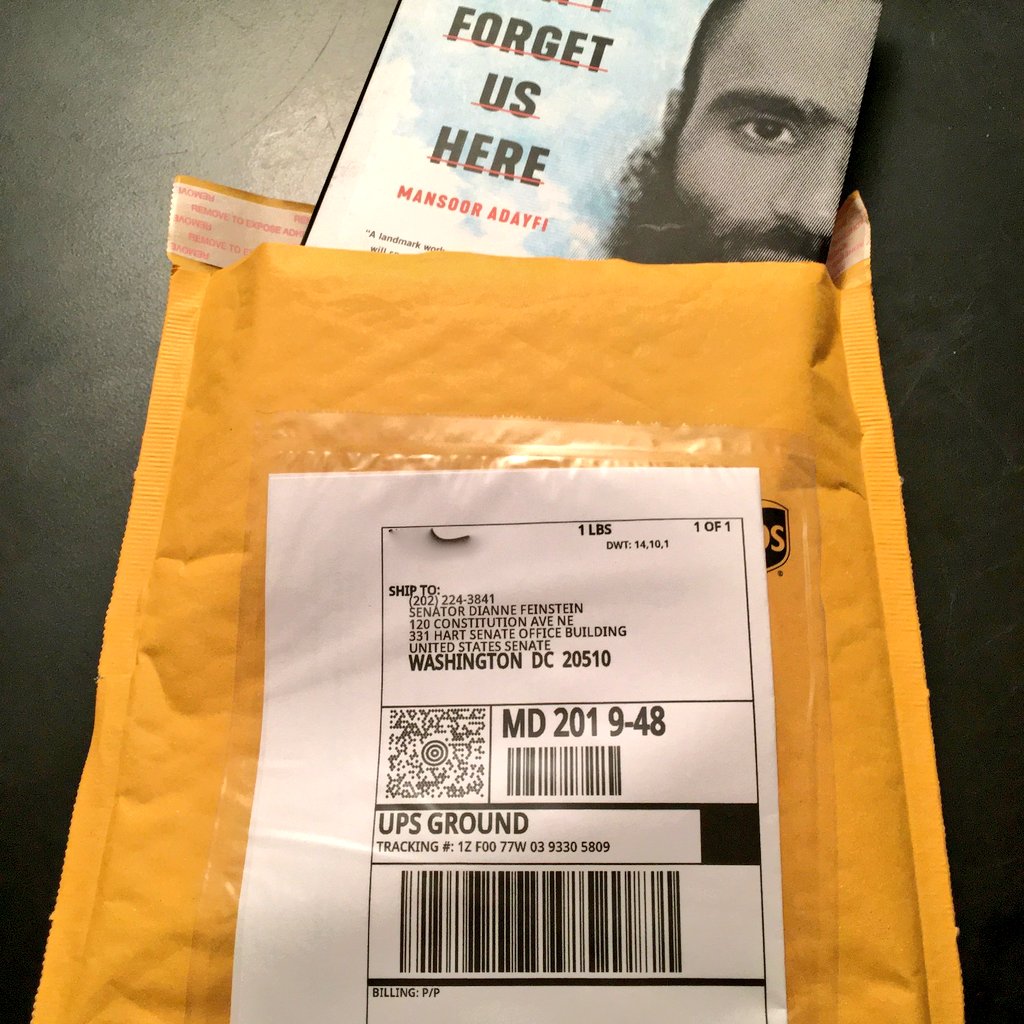 FORGET
US
HERE
MANSOOR ADAYFI
"A landmark
REMOVE
REMOVE TO EXPOSE
REMOVE
REMOVE TO
REMOVE
1 LBS
1 OF 1
DWT: 14,10,1
SHIP TO:
(202) 224-3841
SENATOR DIANNE FEINSTEIN
120 CONSTITUTION AVE NE
331 HART SENATE OFFICE BUILDING
UNITED STATES SENATE
WASHINGTON DC 20510
MD 201 9-48
UPS GROUND
TRACKING #: 1Z F00 77W 03 9330 5809
BILLING: P/P